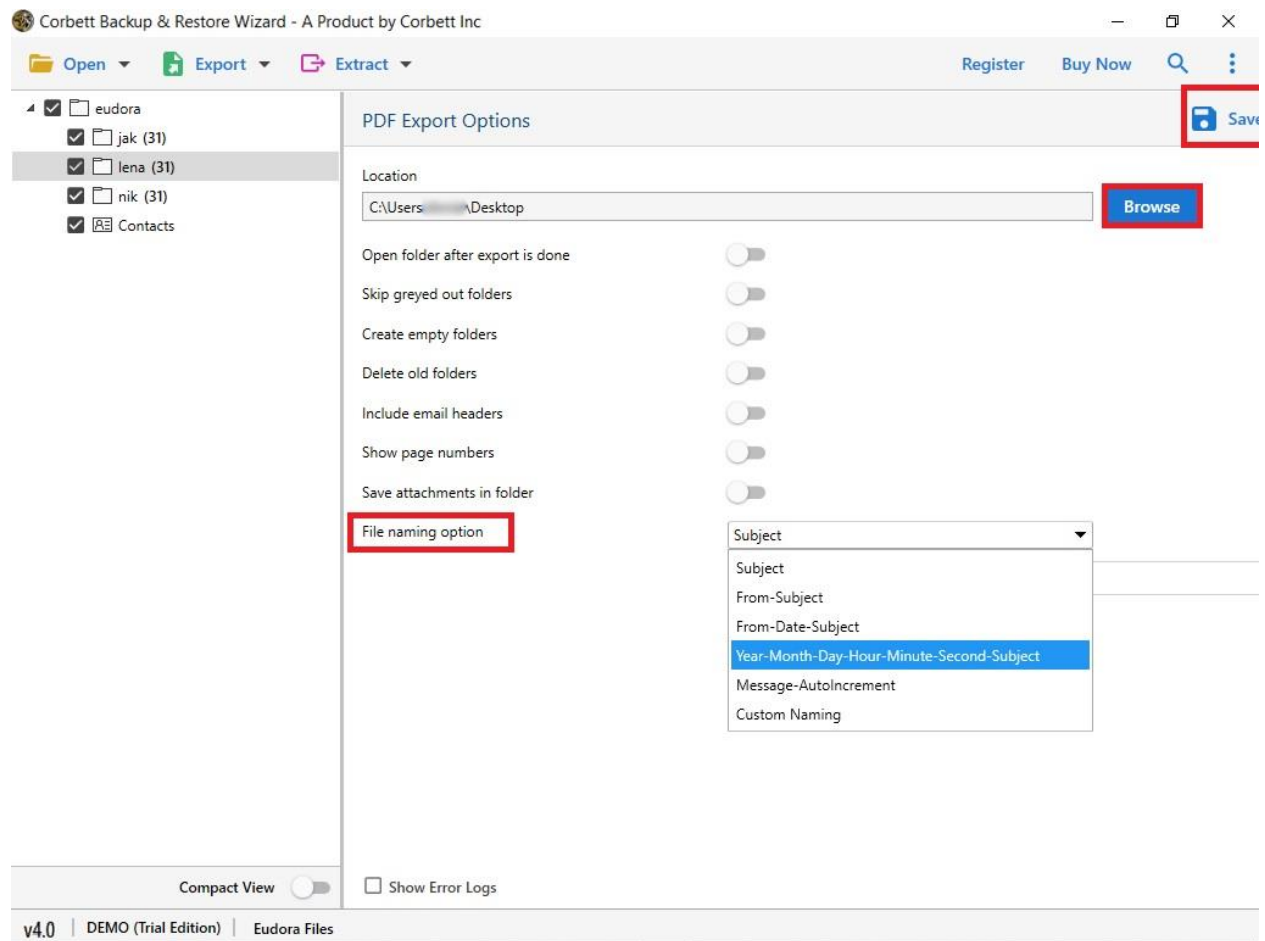 Corbett Backup & Restore Wizard - A Product by Corbett Inc
Open Export Extract Register Buy Now
eudora
jak (31)
lena (31)
nik (31)
Contacts
PDF Export Options
Save
Location
C:\Users \Desktop
Browse
Open folder after export is done
Skip greyed out folders
Create empty folders
Delete old folders
Include email headers
Show page numbers
Save attachments in folder
File naming option
Subject
Subject
From-Subject
From-Date-Subject
Year-Month-Day-Hour-Minute-Second-Subject
Message-AutoIncrement
Custom Naming
Compact View
Show Error Logs
v4.0 DEMO (Trial Edition) Eudora Files